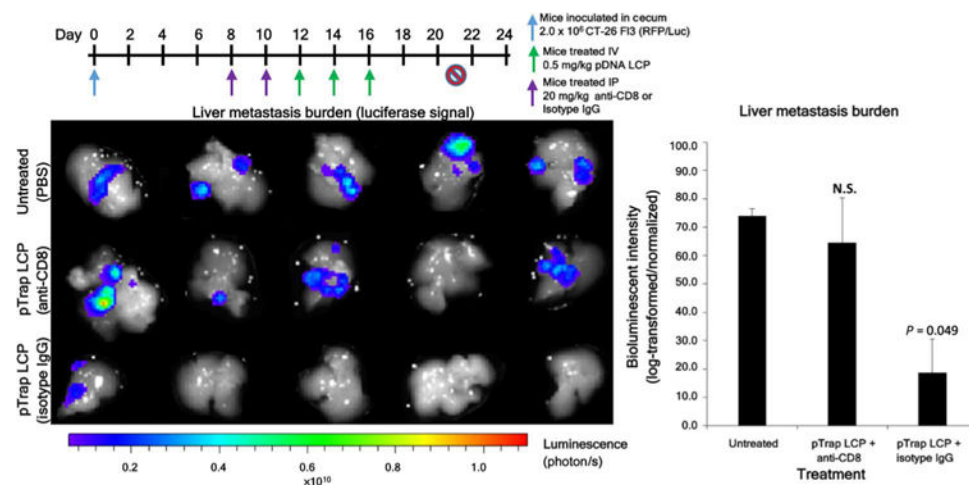 Day 0 2 4 6 8 10 12 14 16 18 20 21 22 24
Mice inoculated in cecum
2.0 x 10⁶ CT-26 Fl3 (RFP/Luc)
Mice treated IV
0.5 mg/kg pDNA LCP
Mice treated IP
20 mg/kg anti-CD8 or
Isotype IgG
Liver metastasis burden (luciferase signal)
Untreated
(PBS)
pTrap LCP
(anti-CD8)
pTrap LCP
(isotype IgG)
0.2 0.4 0.6 0.8 1.0
×10¹⁰
Luminescence
(photon/s)
Liver metastasis burden
Bioluminescent intensity
(log-transformed/normalized)
90.0
80.0
70.0
60.0
50.0
40.0
30.0
20.0
10.0
0.0
N.S.
P = 0.049
Untreated
pTrap LCP +
anti-CD8
pTrap LCP +
isotype IgG
Treatment